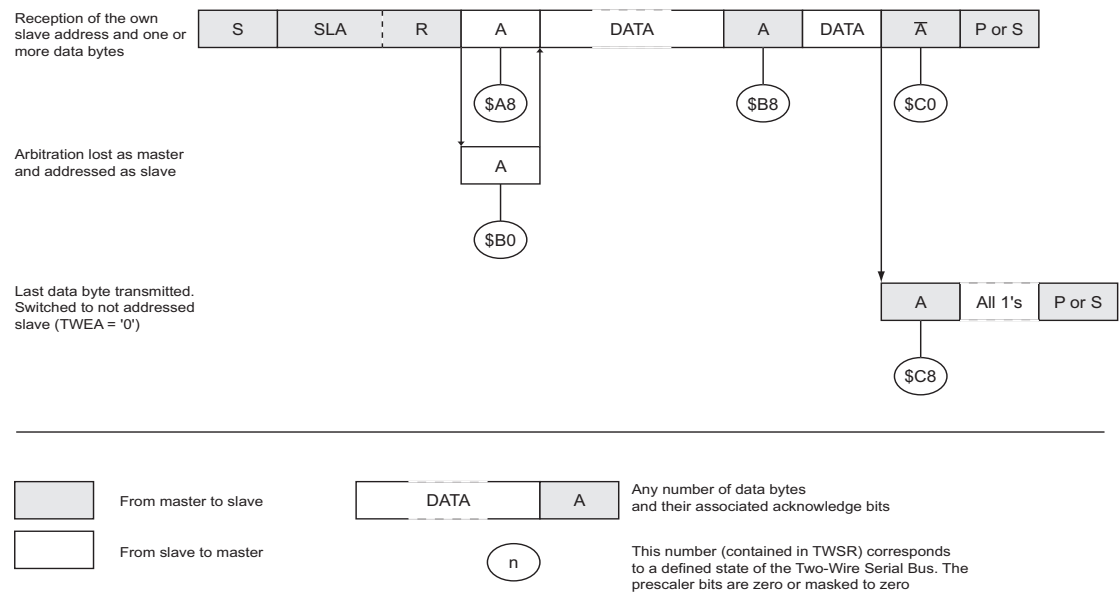 Reception of the own
slave address and one or
more data bytes
S SLA R A DATA A DATA A̅ P or S
$A8 $B8 $C0
Arbitration lost as master
and addressed as slave
A
$B0
Last data byte transmitted.
Switched to not addressed
slave (TWEA = '0')
A All 1's P or S
$C8
From master to slave
DATA A
Any number of data bytes
and their associated acknowledge bits
From slave to master
n
This number (contained in TWSR) corresponds
to a defined state of the Two-Wire Serial Bus. The
prescaler bits are zero or masked to zero